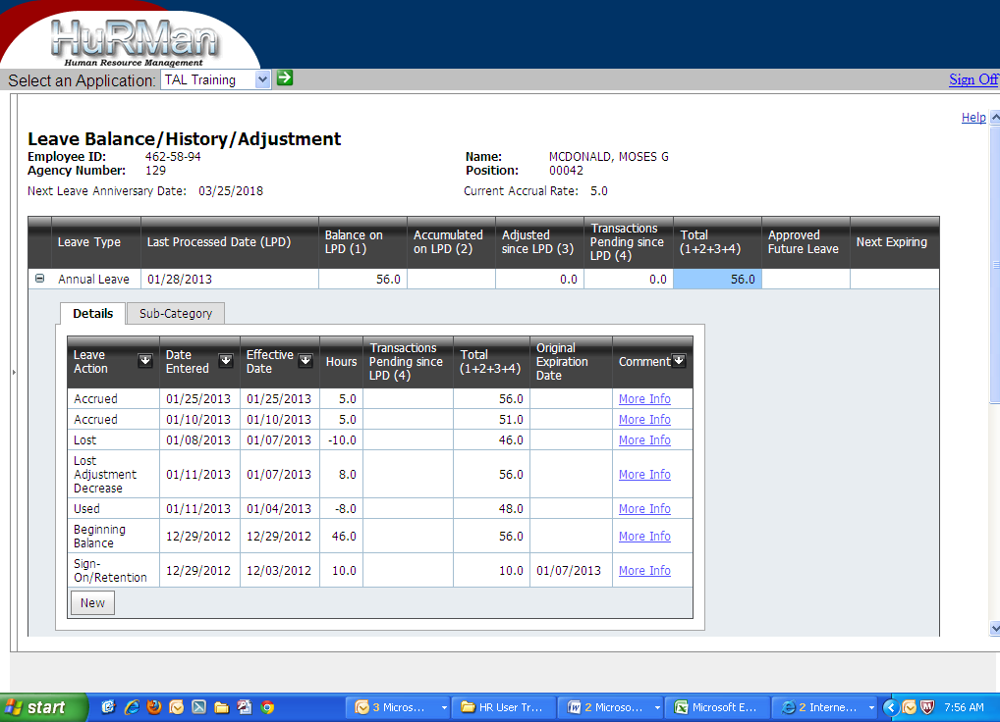 HuRMan
Human Resource Management
Select an Application: TAL Training
Sign Off
Help
Leave Balance/History/Adjustment
Employee ID: 462-58-94 Name: MCDONALD, MOSES G
Agency Number: 129 Position: 00042
Next Leave Anniversary Date: 03/25/2018 Current Accrual Rate: 5.0
Leave Type Last Processed Date (LPD) Balance on LPD (1) Accumulated on LPD (2) Adjusted since LPD (3) Transactions Pending since LPD (4) Total (1+2+3+4) Approved Future Leave Next Expiring
Annual Leave 01/28/2013 56.0 0.0 0.0 56.0
Details Sub-Category
Leave Action Date Entered Effective Date Hours Transactions Pending since LPD (4) Total (1+2+3+4) Original Expiration Date Comment
Accrued 01/25/2013 01/25/2013 5.0 56.0 More Info
Accrued 01/10/2013 01/10/2013 5.0 51.0 More Info
Lost 01/08/2013 01/07/2013 -10.0 46.0 More Info
Lost Adjustment Decrease 01/11/2013 01/07/2013 8.0 56.0 More Info
Used 01/11/2013 01/04/2013 -8.0 48.0 More Info
Beginning Balance 12/29/2012 12/29/2012 46.0 56.0 More Info
Sign-On/Retention 12/29/2012 12/03/2012 10.0 10.0 01/07/2013 More Info
New
start 3 Micros... HR User Tr... 2 Microso... Microsoft E... 2 Interne... 7:56 AM